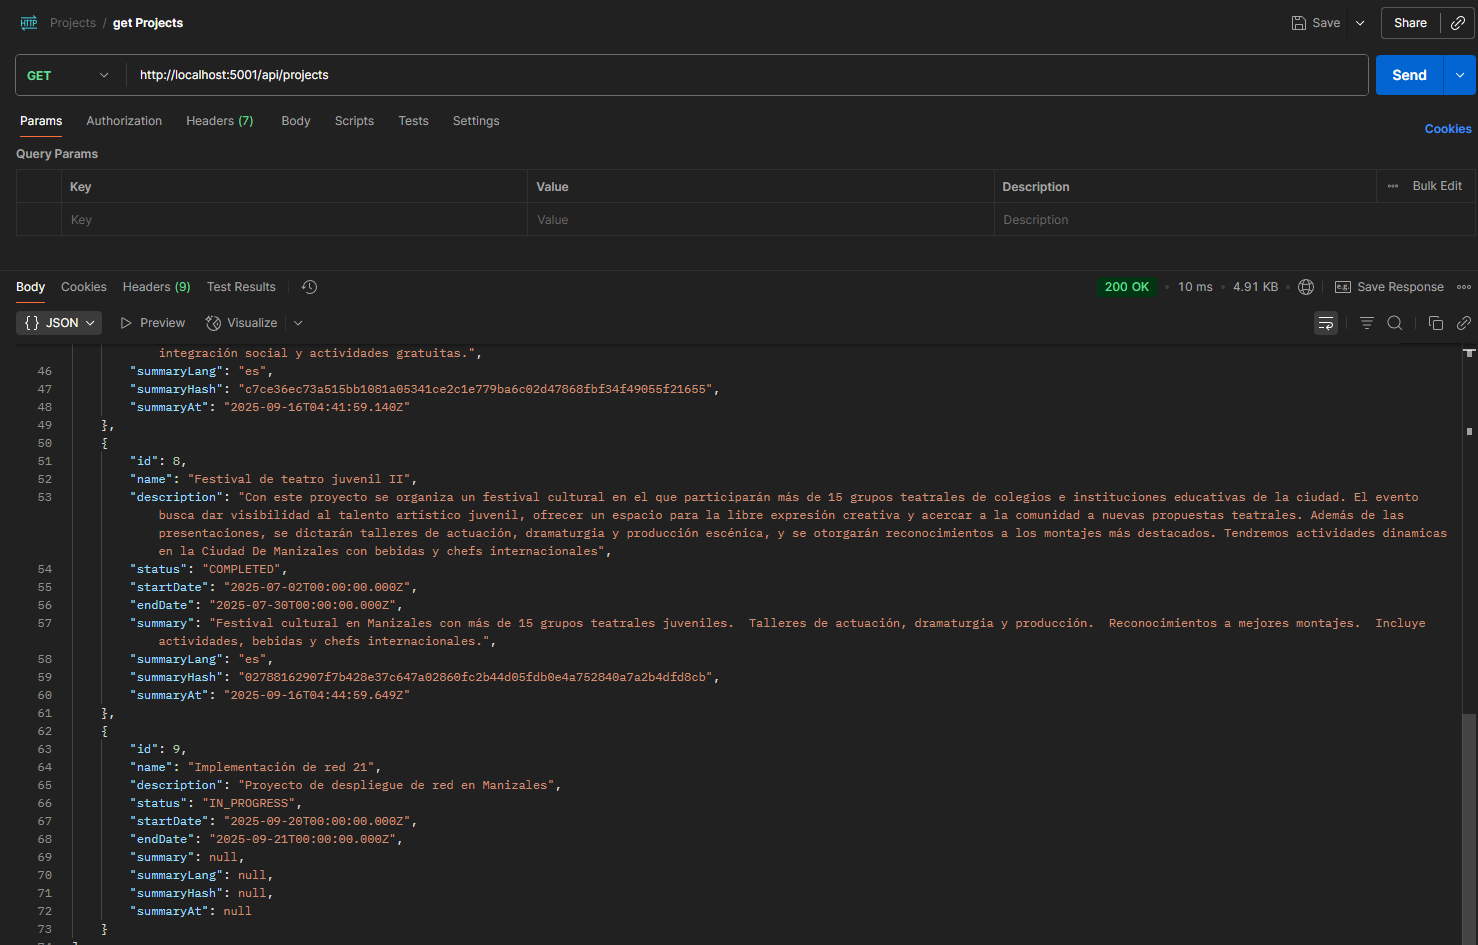 HTTP Projects / get Projects Save Share
GET http://localhost:5001/api/projects Send
Params Authorization Headers (7) Body Scripts Tests Settings Cookies
Query Params
Key Value Description Bulk Edit
Key Value Description
Body Cookies Headers (9) Test Results 200 OK • 10 ms • 4.91 KB • e.g. Save Response
{} JSON Preview Visualize
integración social y actividades gratuitas.",
46 "summaryLang": "es",
47 "summaryHash": "c7ce36ec73a515bb1081a05341ce2c1e779ba6c02d47868fbf34f49055f21655",
48 "summaryAt": "2025-09-16T04:41:59.140Z"
49 },
50 {
51 "id": 8,
52 "name": "Festival de teatro juvenil II",
53 "description": "Con este proyecto se organiza un festival cultural en el que participarán más de 15 grupos teatrales de colegios e instituciones educativas de la ciudad. El evento
busca dar visibilidad al talento artístico juvenil, ofrecer un espacio para la libre expresión creativa y acercar a la comunidad a nuevas propuestas teatrales. Además de las
presentaciones, se dictarán talleres de actuación, dramaturgia y producción escénica, y se otorgarán reconocimientos a los montajes más destacados. Tendremos actividades dinamicas
en la Ciudad De Manizales con bebidas y chefs internacionales",
54 "status": "COMPLETED",
55 "startDate": "2025-07-02T00:00:00.000Z",
56 "endDate": "2025-07-30T00:00:00.000Z",
57 "summary": "Festival cultural en Manizales con más de 15 grupos teatrales juveniles.  Talleres de actuación, dramaturgia y producción.  Reconocimientos a mejores montajes.  Incluye
actividades, bebidas y chefs internacionales.",
58 "summaryLang": "es",
59 "summaryHash": "02788162907f7b428e37c647a02860fc2b44d05fdb0e4a752840a7a2b4dfd8cb",
60 "summaryAt": "2025-09-16T04:44:59.649Z"
61 },
62 {
63 "id": 9,
64 "name": "Implementación de red 21",
65 "description": "Proyecto de despliegue de red en Manizales",
66 "status": "IN_PROGRESS",
67 "startDate": "2025-09-20T00:00:00.000Z",
68 "endDate": "2025-09-21T00:00:00.000Z",
69 "summary": null,
70 "summaryLang": null,
71 "summaryHash": null,
72 "summaryAt": null
73 }